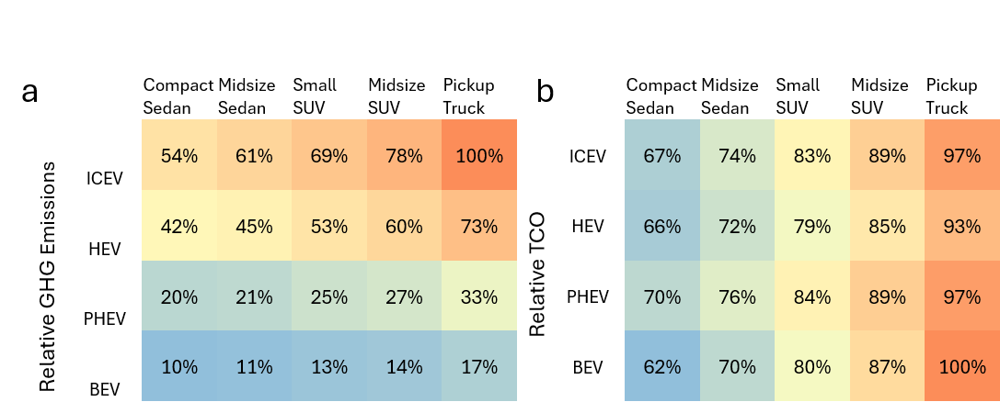 a
Compact Midsize Small Midsize Pickup
Sedan Sedan SUV SUV Truck
Relative GHG Emissions
ICEV 54% 61% 69% 78% 100%
HEV 42% 45% 53% 60% 73%
PHEV 20% 21% 25% 27% 33%
BEV 10% 11% 13% 14% 17%
b
Compact Midsize Small Midsize Pickup
Sedan Sedan SUV SUV Truck
Relative TCO
ICEV 67% 74% 83% 89% 97%
HEV 66% 72% 79% 85% 93%
PHEV 70% 76% 84% 89% 97%
BEV 62% 70% 80% 87% 100%